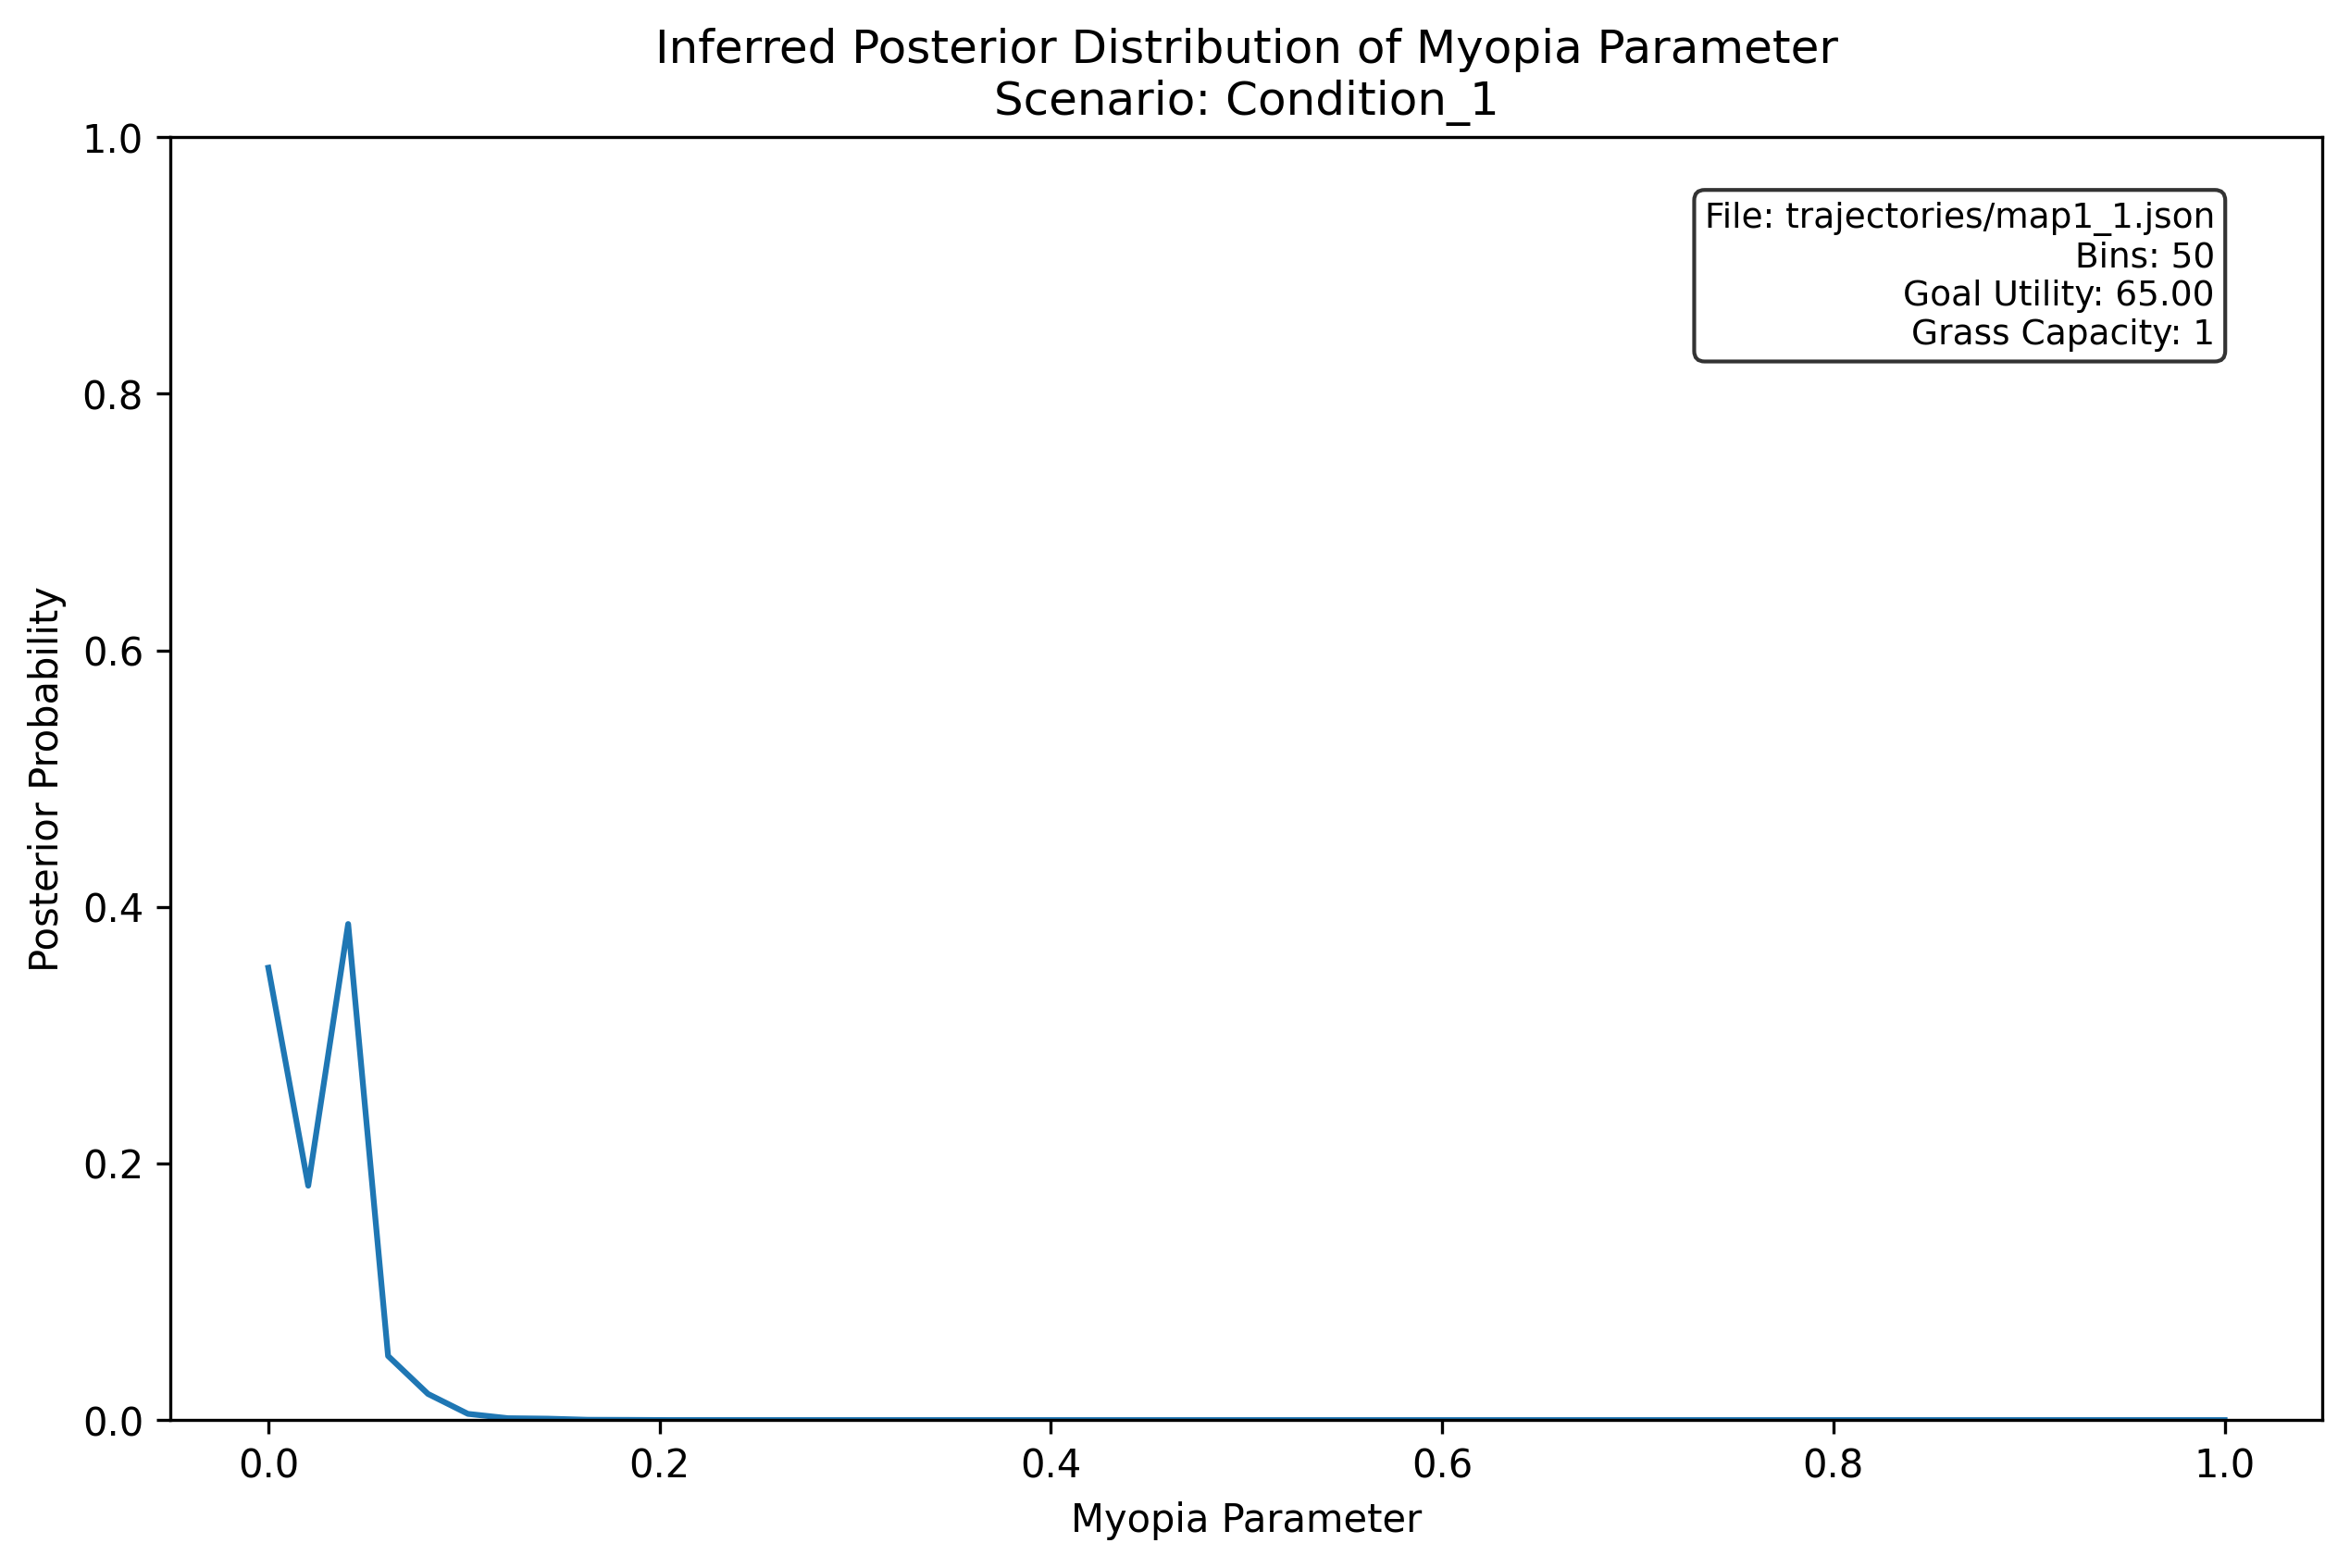 Inferred Posterior Distribution of Myopia Parameter
Scenario: Condition_1
File: trajectories/map1_1.json
Bins: 50
Goal Utility: 65.00
Grass Capacity: 1
Posterior Probability
1.0
0.8
0.6
0.4
0.2
0.0
0.0 0.2 0.4 0.6 0.8 1.0
Myopia Parameter